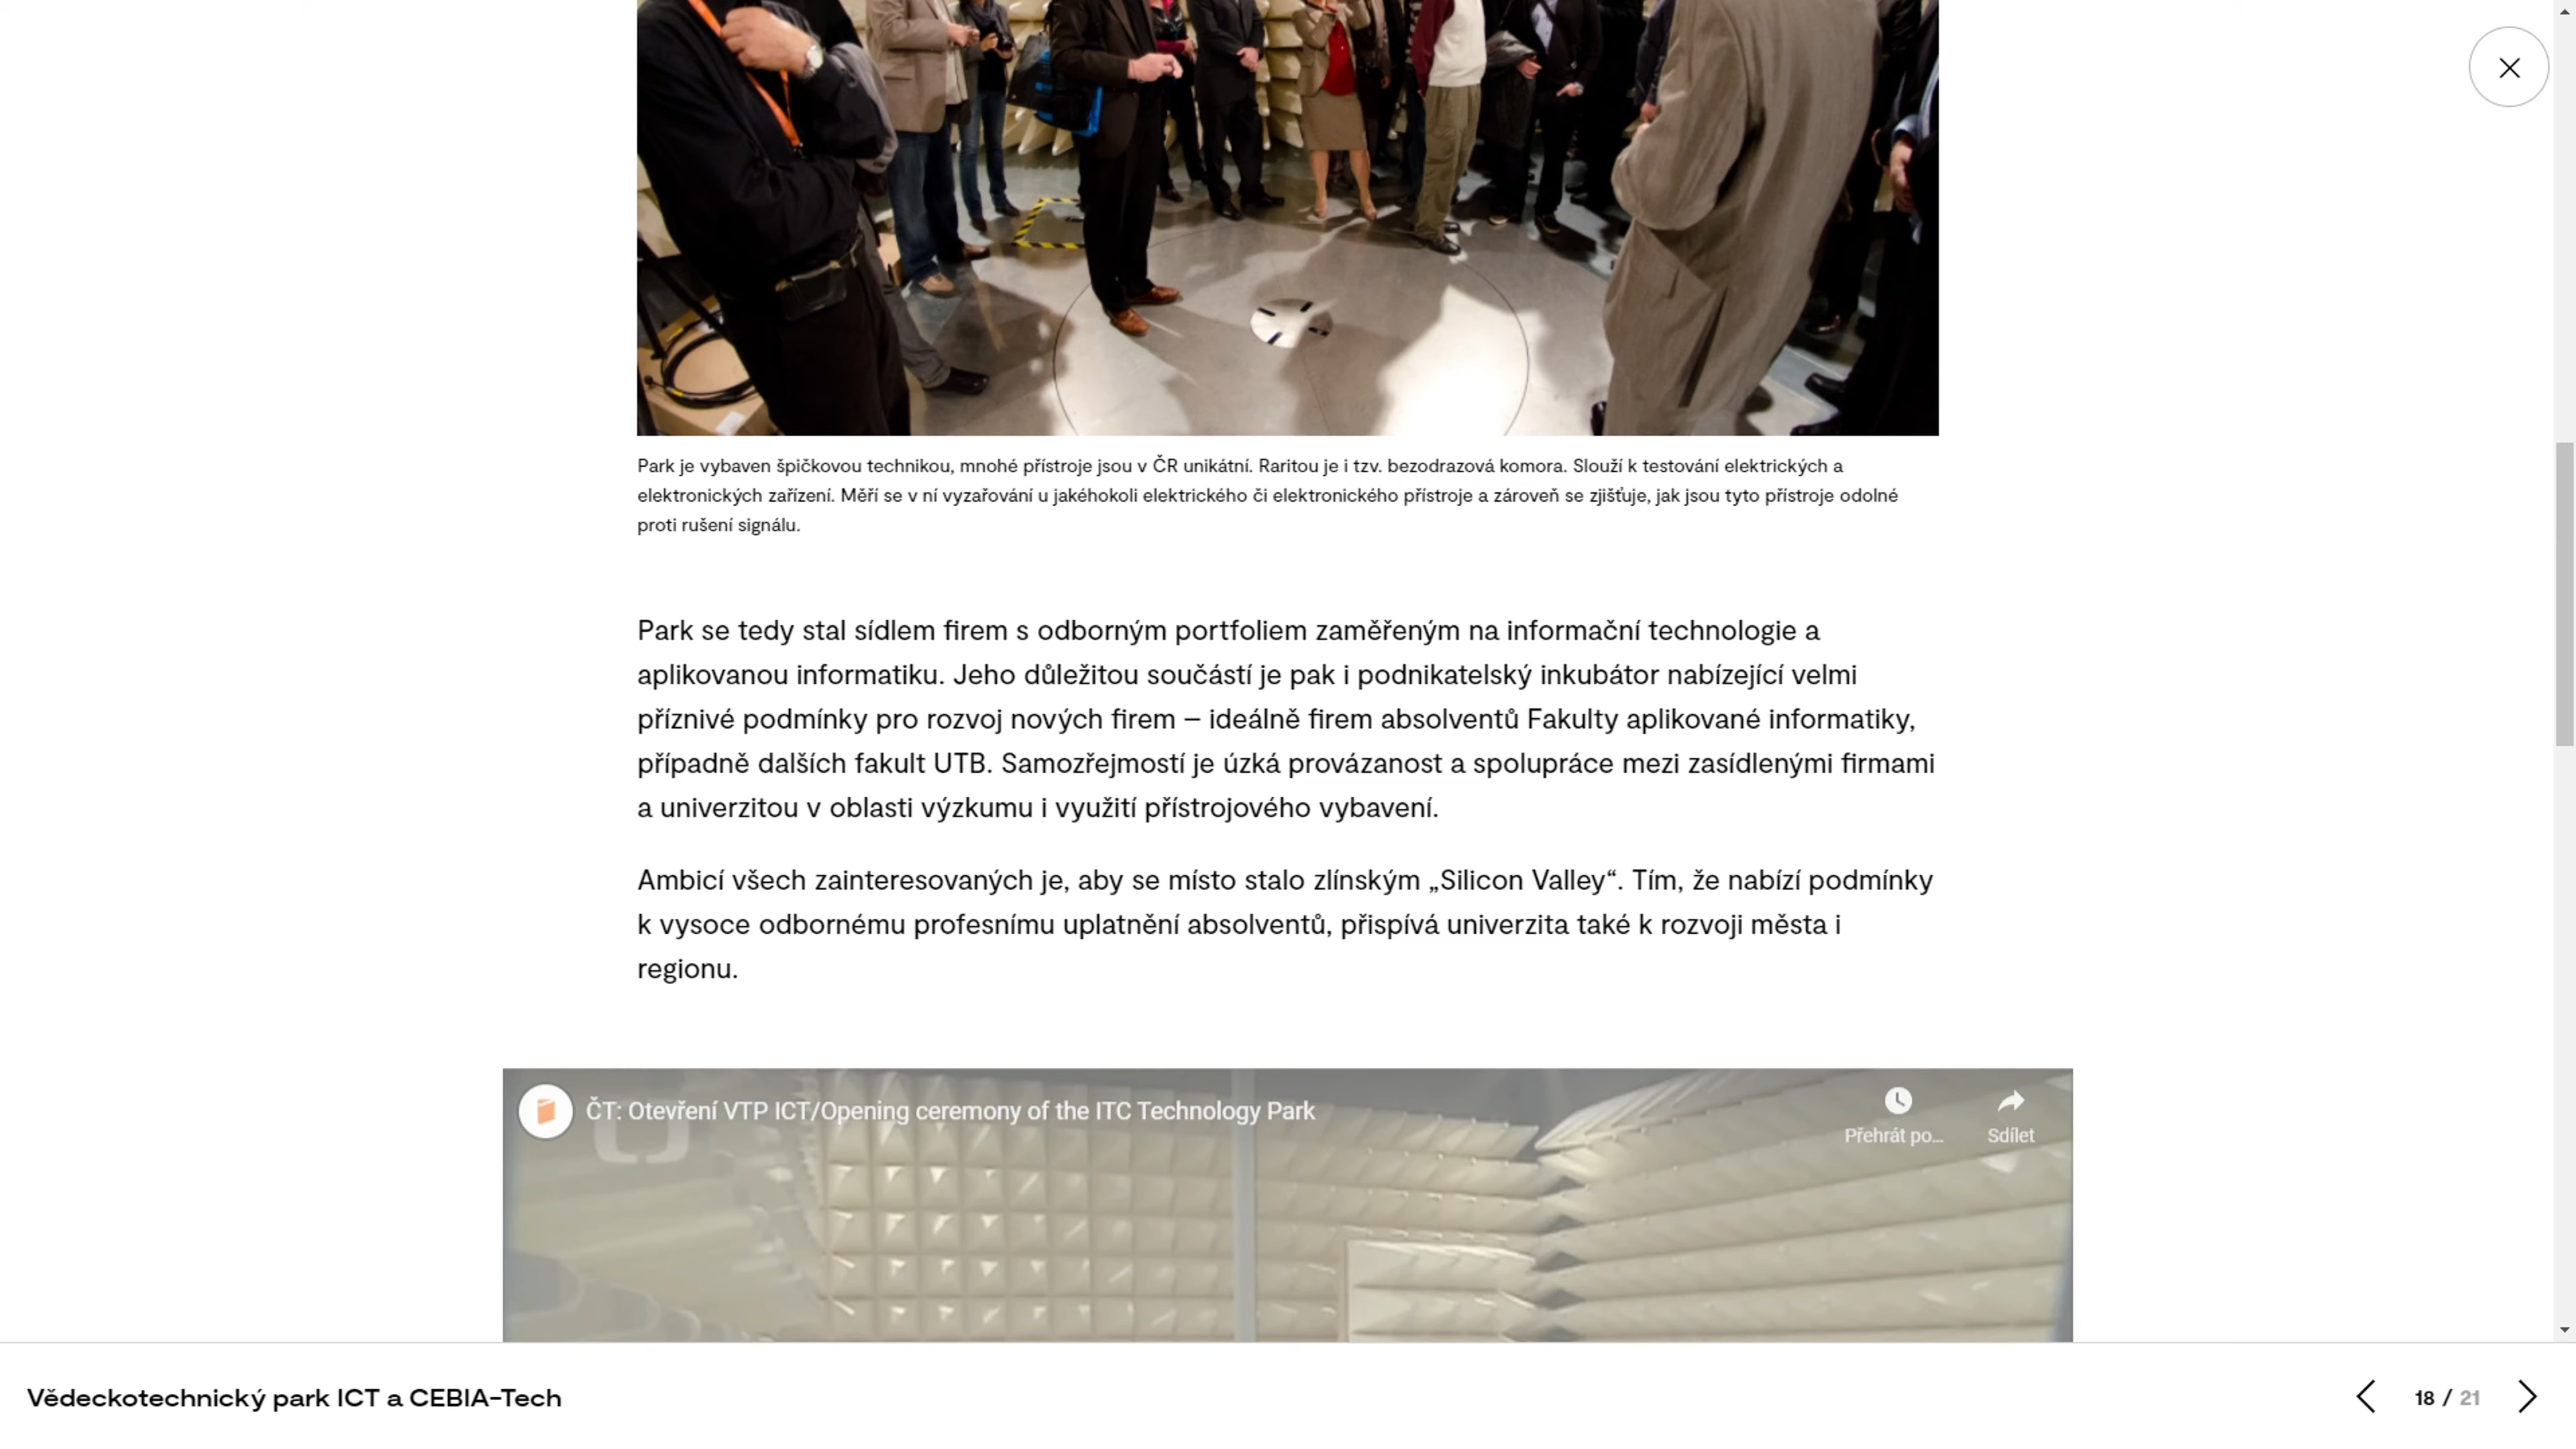 Park je vybaven špičkovou technikou, mnohé přístroje jsou v ČR unikátní. Raritou je i tzv. bezodrazová komora. Slouží k testování elektrických a
elektronických zařízení. Měří se v ní vyzařování u jakéhokoli elektrického či elektronického přístroje a zároveň se zjišťuje, jak jsou tyto přístroje odolné
proti rušení signálu.
Park se tedy stal sídlem firem s odborným portfoliem zaměřeným na informační technologie a
aplikovanou informatiku. Jeho důležitou součástí je pak i podnikatelský inkubátor nabízející velmi
příznivé podmínky pro rozvoj nových firem – ideálně firem absolventů Fakulty aplikované informatiky,
případně dalších fakult UTB. Samozřejmostí je úzká provázanost a spolupráce mezi zasídlenými firmami
a univerzitou v oblasti výzkumu i využití přístrojového vybavení.
Ambicí všech zainteresovaných je, aby se místo stalo zlínským „Silicon Valley“. Tím, že nabízí podmínky
k vysoce odbornému profesnímu uplatnění absolventů, přispívá univerzita také k rozvoji města i
regionu.
ČT: Otevření VTP ICT/Opening ceremony of the ITC Technology Park
Přehrát po...
Sdílet
Vědeckotechnický park ICT a CEBIA-Tech
18 / 21